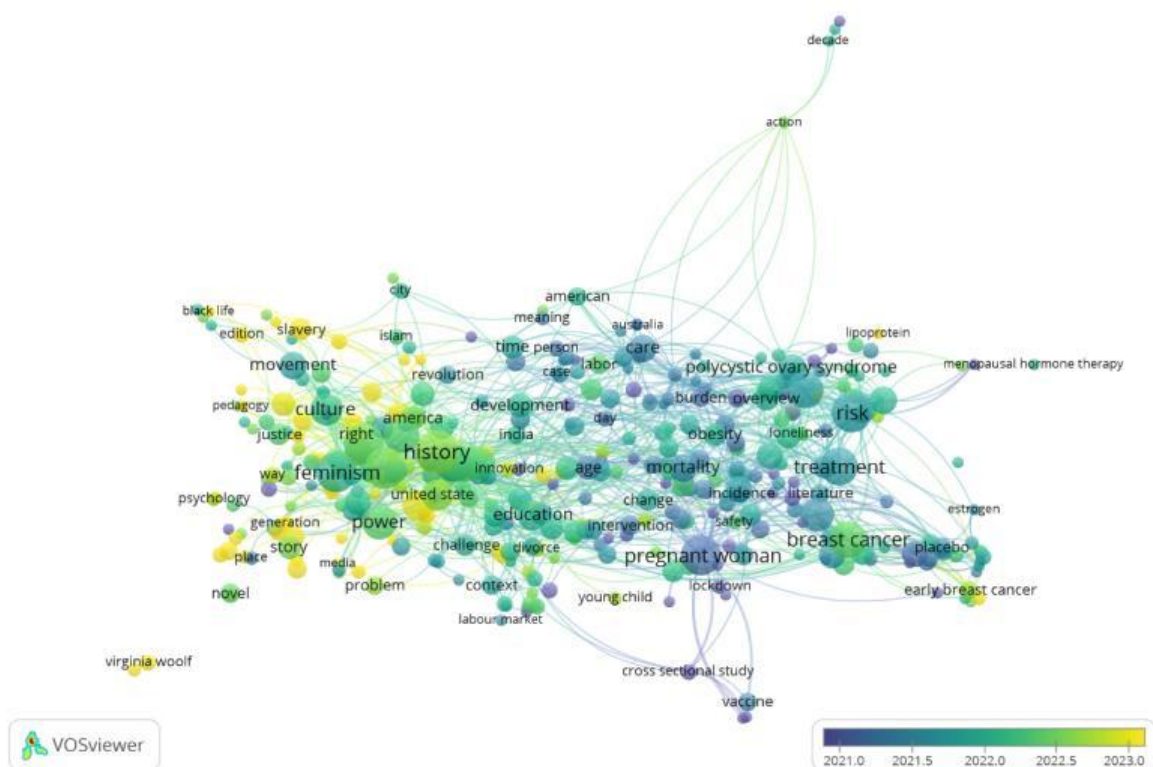 decade
action
american
city
meaning
australia
black life
edition
slavery
islam
time
person
care
lipoprotein
movement
case
labor
polycystic ovary syndrome
menopausal hormone therapy
revolution
pedagogy
culture
america
development
day
burden
overview
risk
justice
right
india
obesity
loneliness
history
way
feminism
innovation
age
mortality
treatment
psychology
united state
change
incidence
literature
generation
power
education
intervention
safety
estrogen
place
story
media
challenge
divorce
pregnant woman
breast cancer
placebo
novel
problem
context
young child
lockdown
early breast cancer
labour market
virginia woolf
cross sectional study
vaccine
VOSviewer
2021.0
2021.5
2022.0
2022.5
2023.0